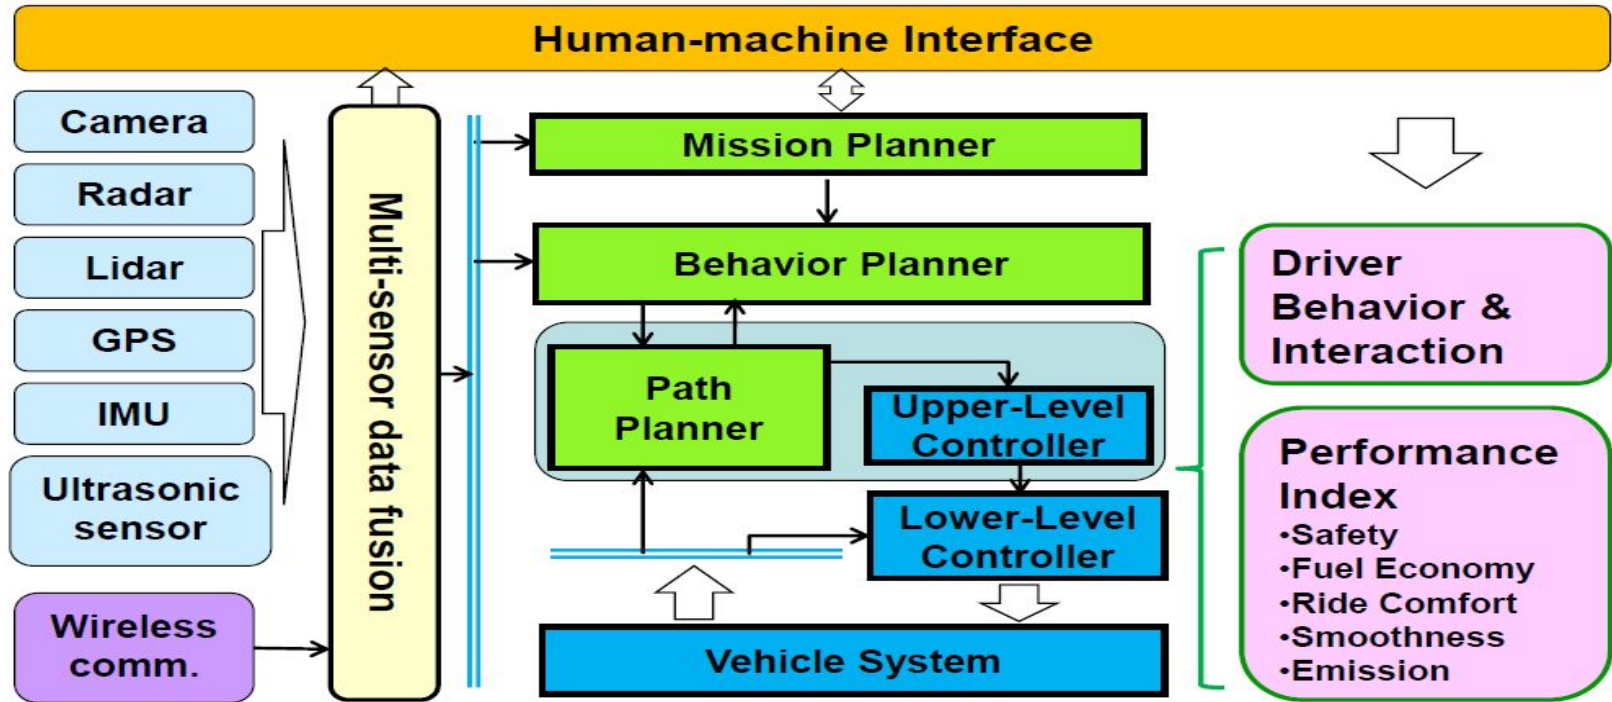 Human-machine Interface
Camera
Radar
Lidar
GPS
IMU
Ultrasonic
sensor
Wireless
comm.
Multi-sensor data fusion
Mission Planner
Behavior Planner
Path
Planner
Upper-Level
Controller
Lower-Level
Controller
Vehicle System
Driver
Behavior &
Interaction
Performance
Index
•Safety
•Fuel Economy
•Ride Comfort
•Smoothness
•Emission